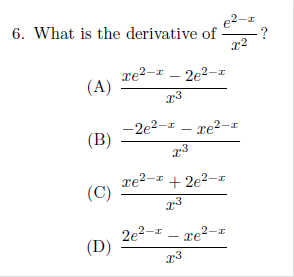 6. What is the derivative of \frac{e^{2-x}}{x^2}?
(A) \frac{xe^{2-x} - 2e^{2-x}}{x^3}
(B) \frac{-2e^{2-x} - xe^{2-x}}{x^3}
(C) \frac{xe^{2-x} + 2e^{2-x}}{x^3}
(D) \frac{2e^{2-x} - xe^{2-x}}{x^3}